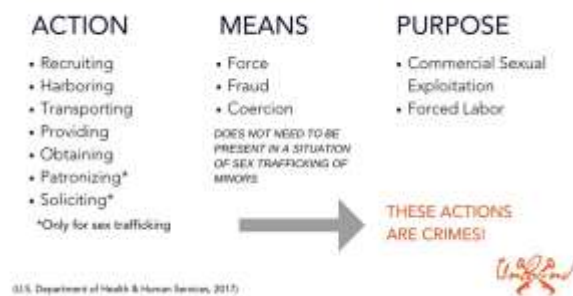 ACTION
• Recruiting
• Harboring
• Transporting
• Providing
• Obtaining
• Patronizing*
• Soliciting*
*Only for sex trafficking
MEANS
• Force
• Fraud
• Coercion
DOES NOT NEED TO BE
PRESENT IN A SITUATION
OF SEX TRAFFICKING OF
MINORS
PURPOSE
• Commercial Sexual
Exploitation
• Forced Labor
THESE ACTIONS
ARE CRIMES!
(U.S. Department of Health & Human Services, 2017)